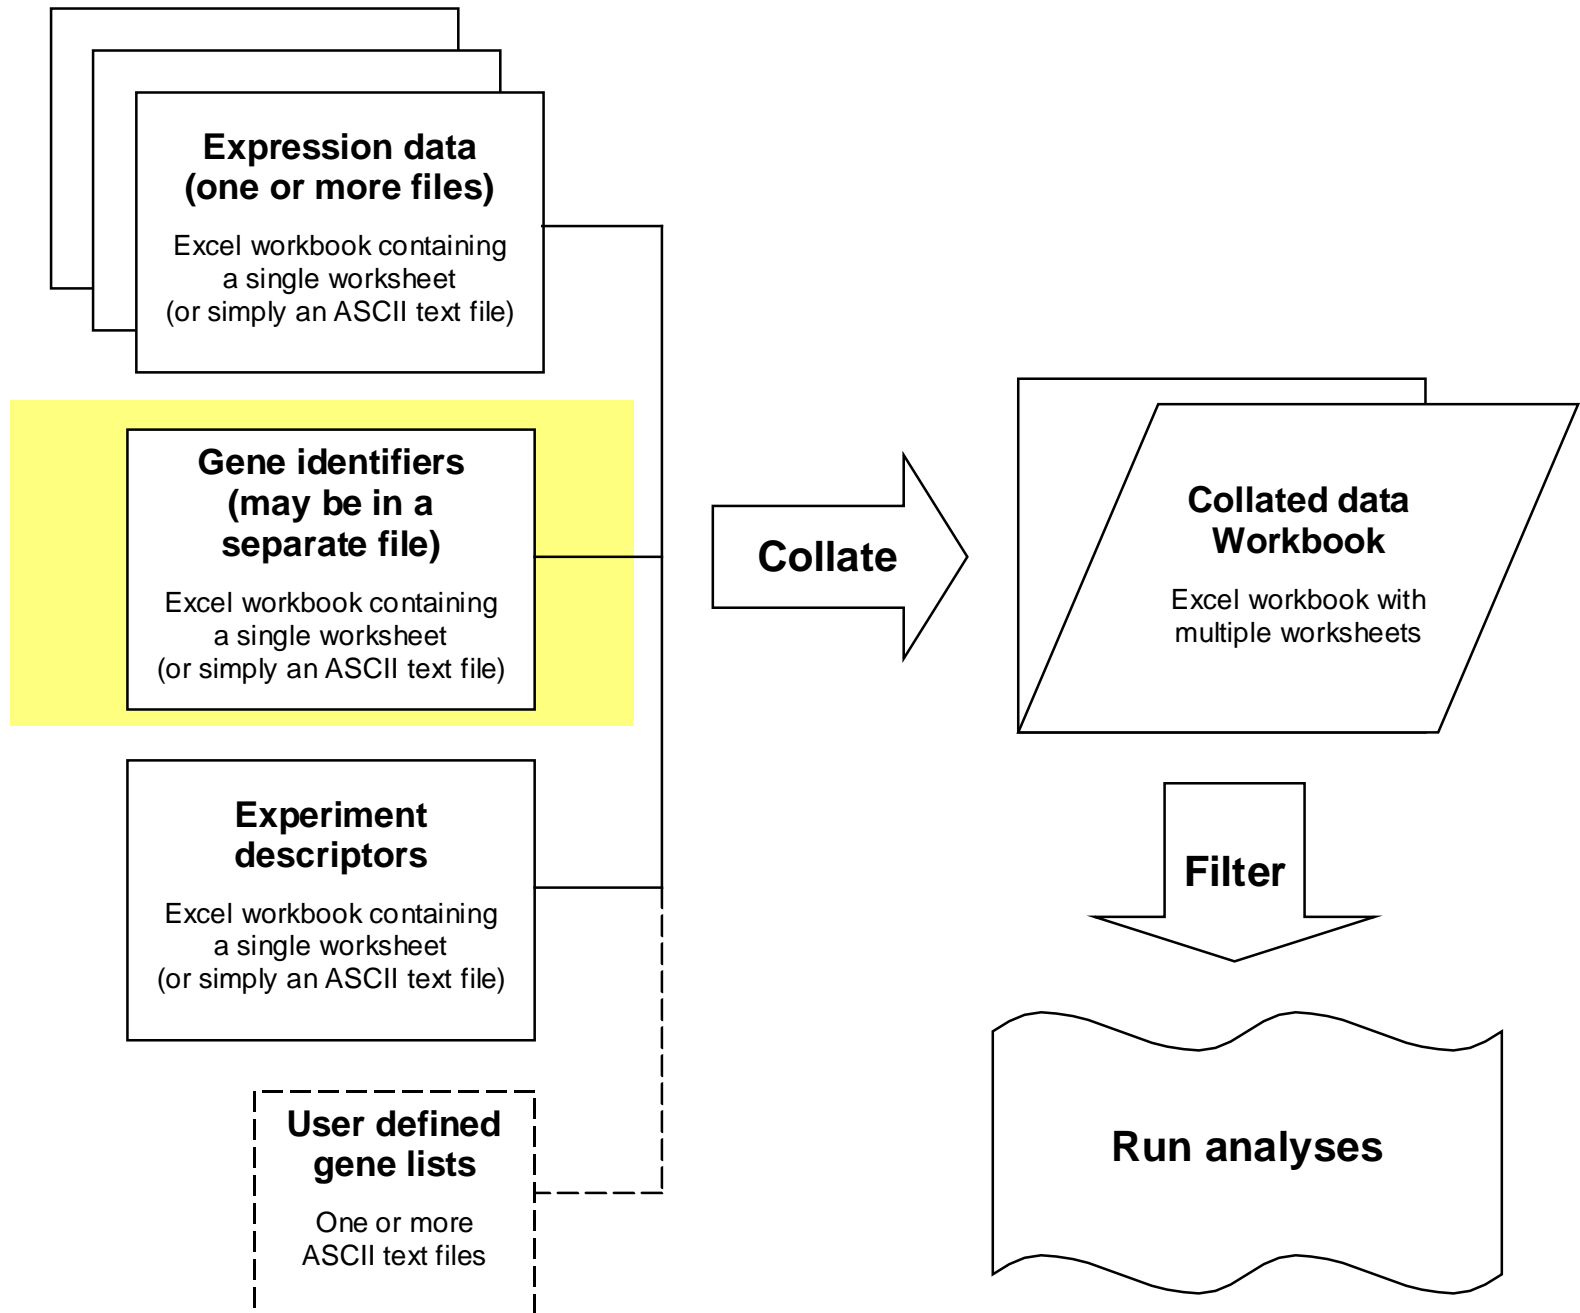 Expression data
(one or more files)
Excel workbook containing
a single worksheet
(or simply an ASCII text file)
Gene identifiers
(may be in a
separate file)
Excel workbook containing
a single worksheet
(or simply an ASCII text file)
Experiment
descriptors
Excel workbook containing
a single worksheet
(or simply an ASCII text file)
User defined
gene lists
One or more
ASCII text files
Collate
Collated data
Workbook
Excel workbook with
multiple worksheets
Filter
Run analyses